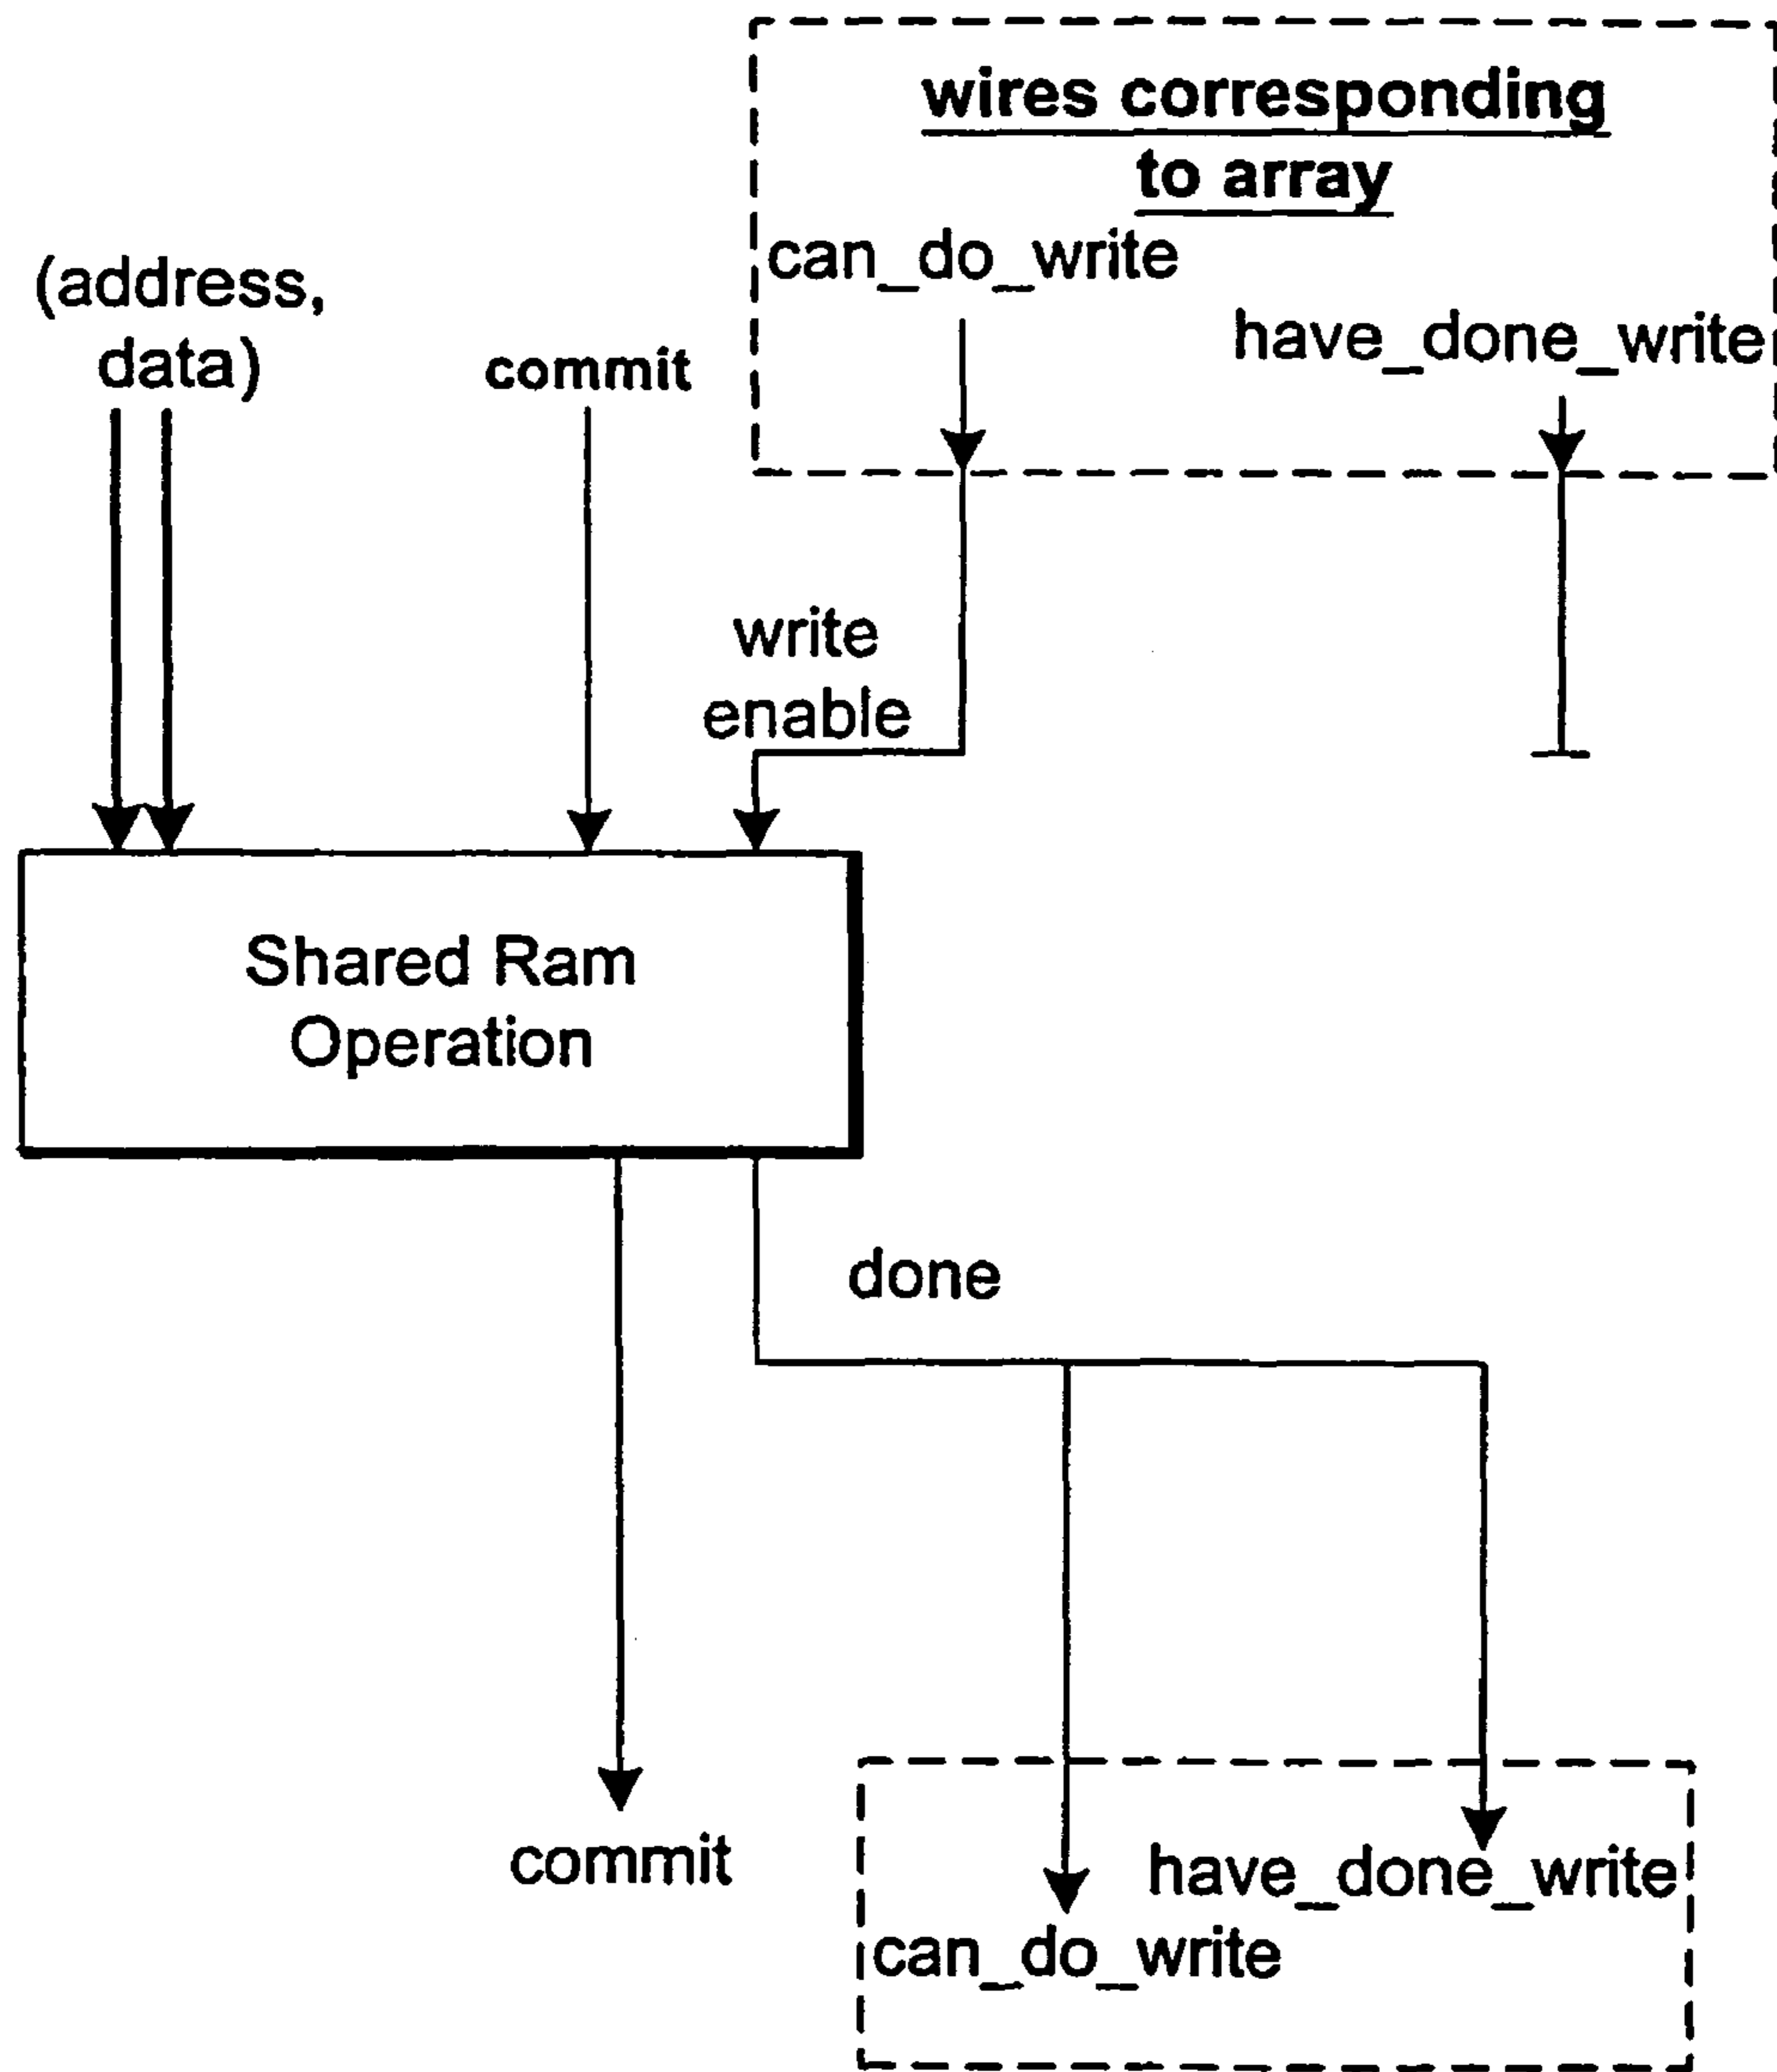 wires corresponding
to array
can_do_write
(address,
data)
commit
have_done_write
write
enable
Shared Ram
Operation
done
commit
have_done_write
can_do_write